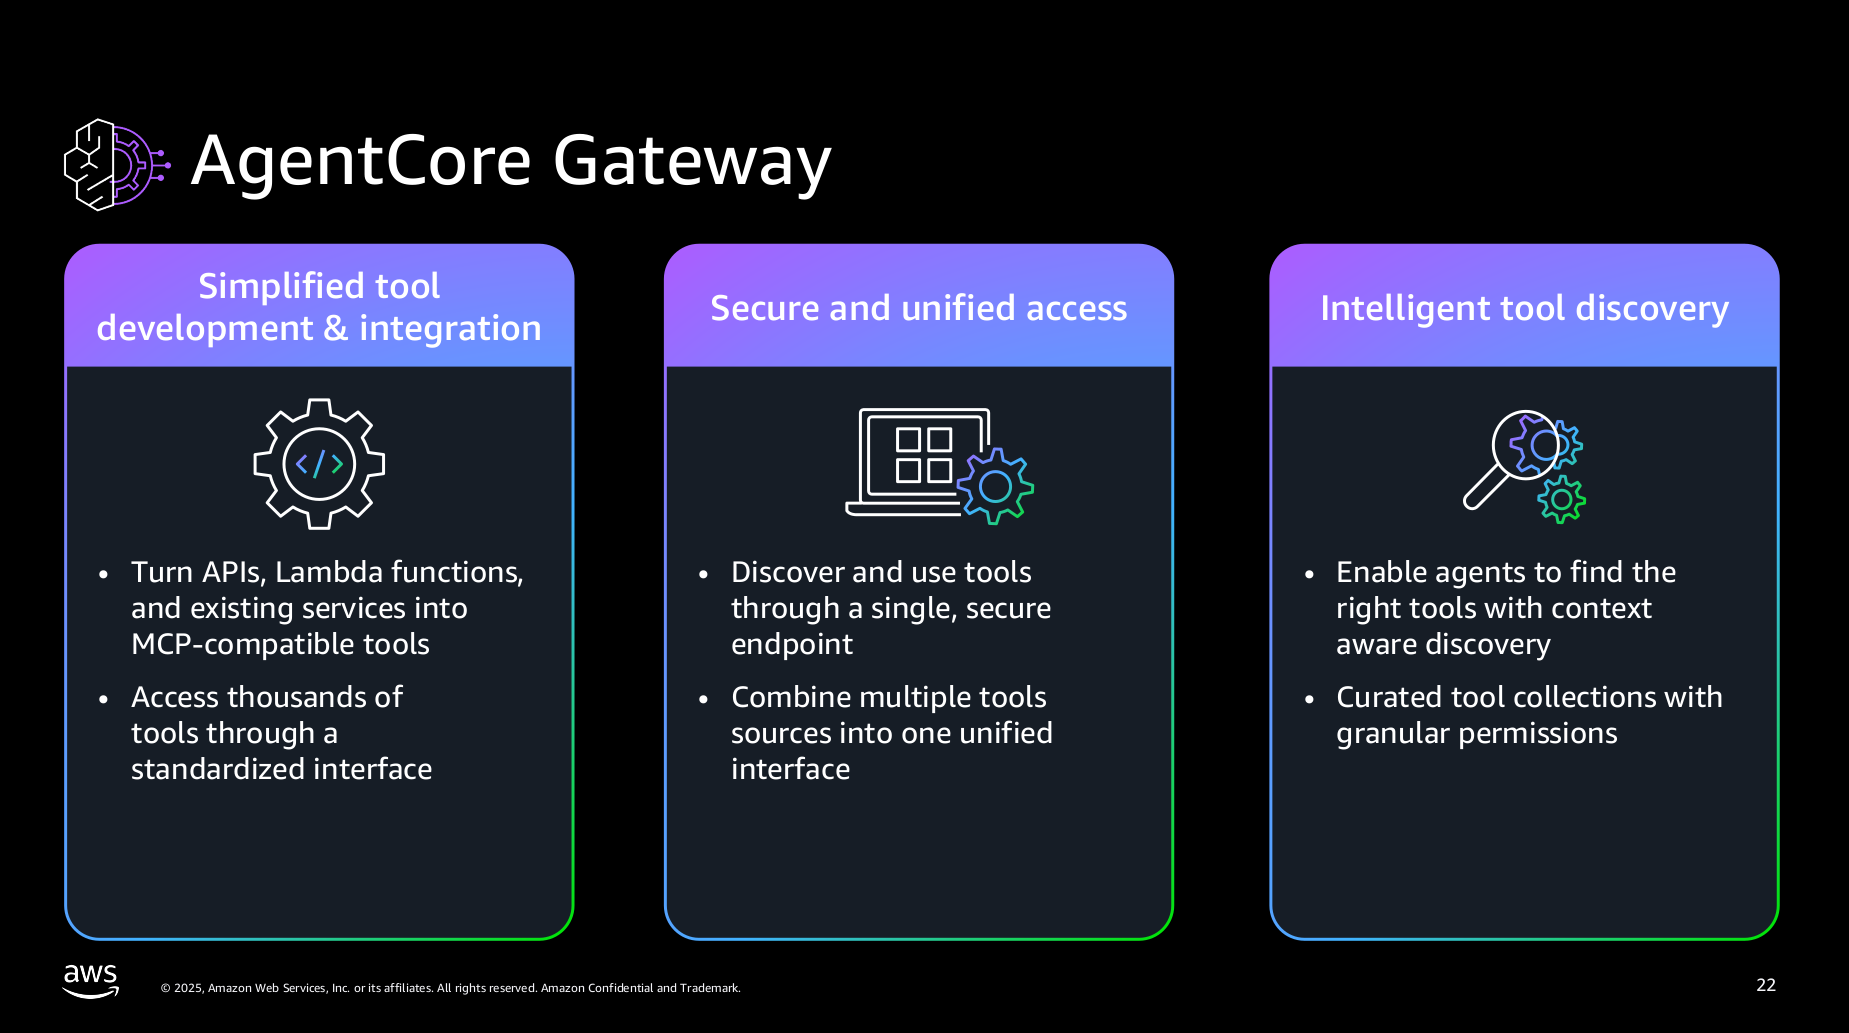 AgentCore Gateway
Simplified tool
development & integration
</>
• Turn APIs, Lambda functions,
and existing services into
MCP-compatible tools
• Access thousands of
tools through a
standardized interface
Secure and unified access
• Discover and use tools
through a single, secure
endpoint
• Combine multiple tools
sources into one unified
interface
Intelligent tool discovery
• Enable agents to find the
right tools with context
aware discovery
• Curated tool collections with
granular permissions
aws
© 2025, Amazon Web Services, Inc. or its affiliates. All rights reserved. Amazon Confidential and Trademark.
22